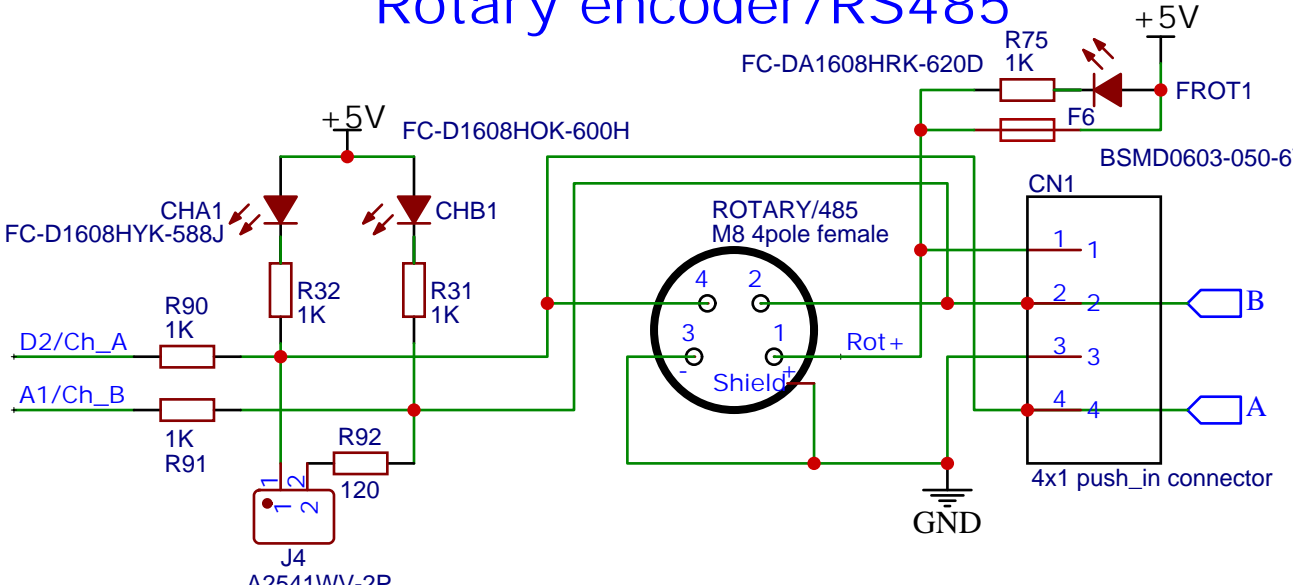 Rotary encoder/RS485
+5V
R75
1K
FC-DA1608HRK-620D
FROT1
F6
+5V
FC-D1608HOK-600H
BSMD0603-050-6
CN1
CHA1
FC-D1608HYK-588J
CHB1
ROTARY/485
M8 4pole female
1 1
4 2
R32
1K
R31
1K
2 2
B
R90
1K
3 1
D2/Ch_A
Rot+
3 3
- +
Shield
A1/Ch_B
4 4
A
1K
R91
R92
120
4x1 push_in connector
1 2
1 2
GND
J4
A2541WV-2P